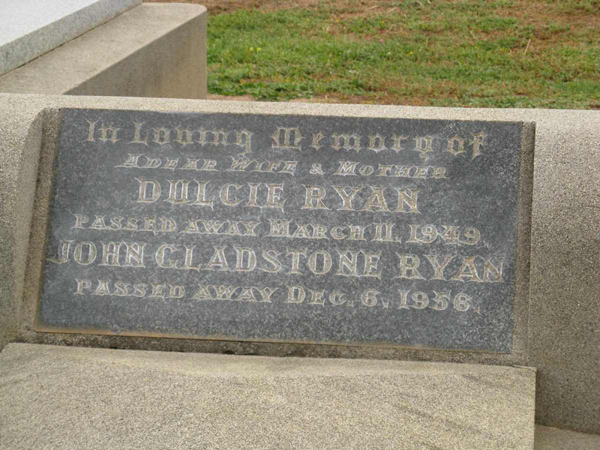 In Loving Memory of
A DEAR WIFE & MOTHER
DULCIE RYAN
PASSED AWAY MARCH 11, 1949.
JOHN GLADSTONE RYAN
PASSED AWAY DEC. 6, 1956.